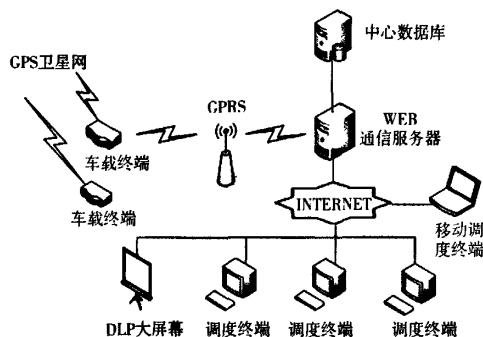 中心数据库
GPS卫星网
GPRS
WEB
通信服务器
车载终端
车载终端
INTERNET
移动调
度终端
DLP大屏幕
调度终端
调度终端
调度终端